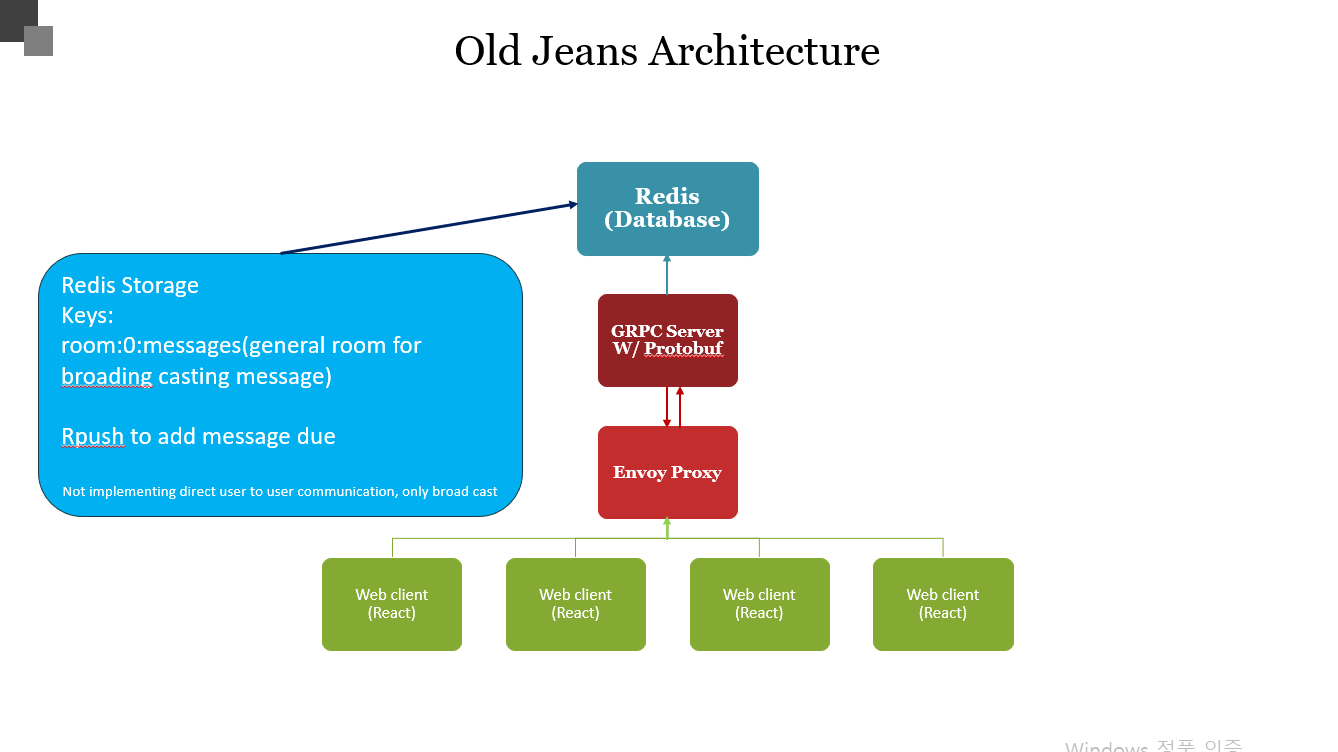 Old Jeans Architecture
Redis
(Database)
Redis Storage
Keys:
room:0:messages(general room for
broading casting message)
Rpush to add message due
Not implementing direct user to user communication, only broad cast
GRPC Server
W/ Protobuf
Envoy Proxy
Web client
(React)
Web client
(React)
Web client
(React)
Web client
(React)
Windows 정품 인증